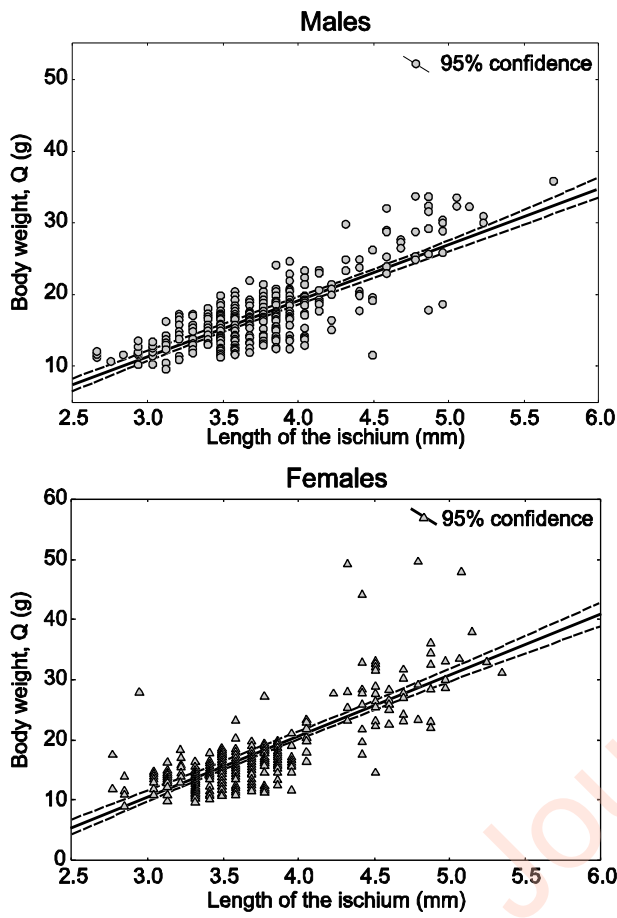 Males
95% confidence
50
40
30
20
10
Body weight, Q (g)
2.5 3.0 3.5 4.0 4.5 5.0 5.5 6.0
Length of the ischium (mm)
Females
95% confidence
60
50
40
30
20
10
0
Body weight, Q (g)
2.5 3.0 3.5 4.0 4.5 5.0 5.5 6.0
Length of the ischium (mm)
Jou